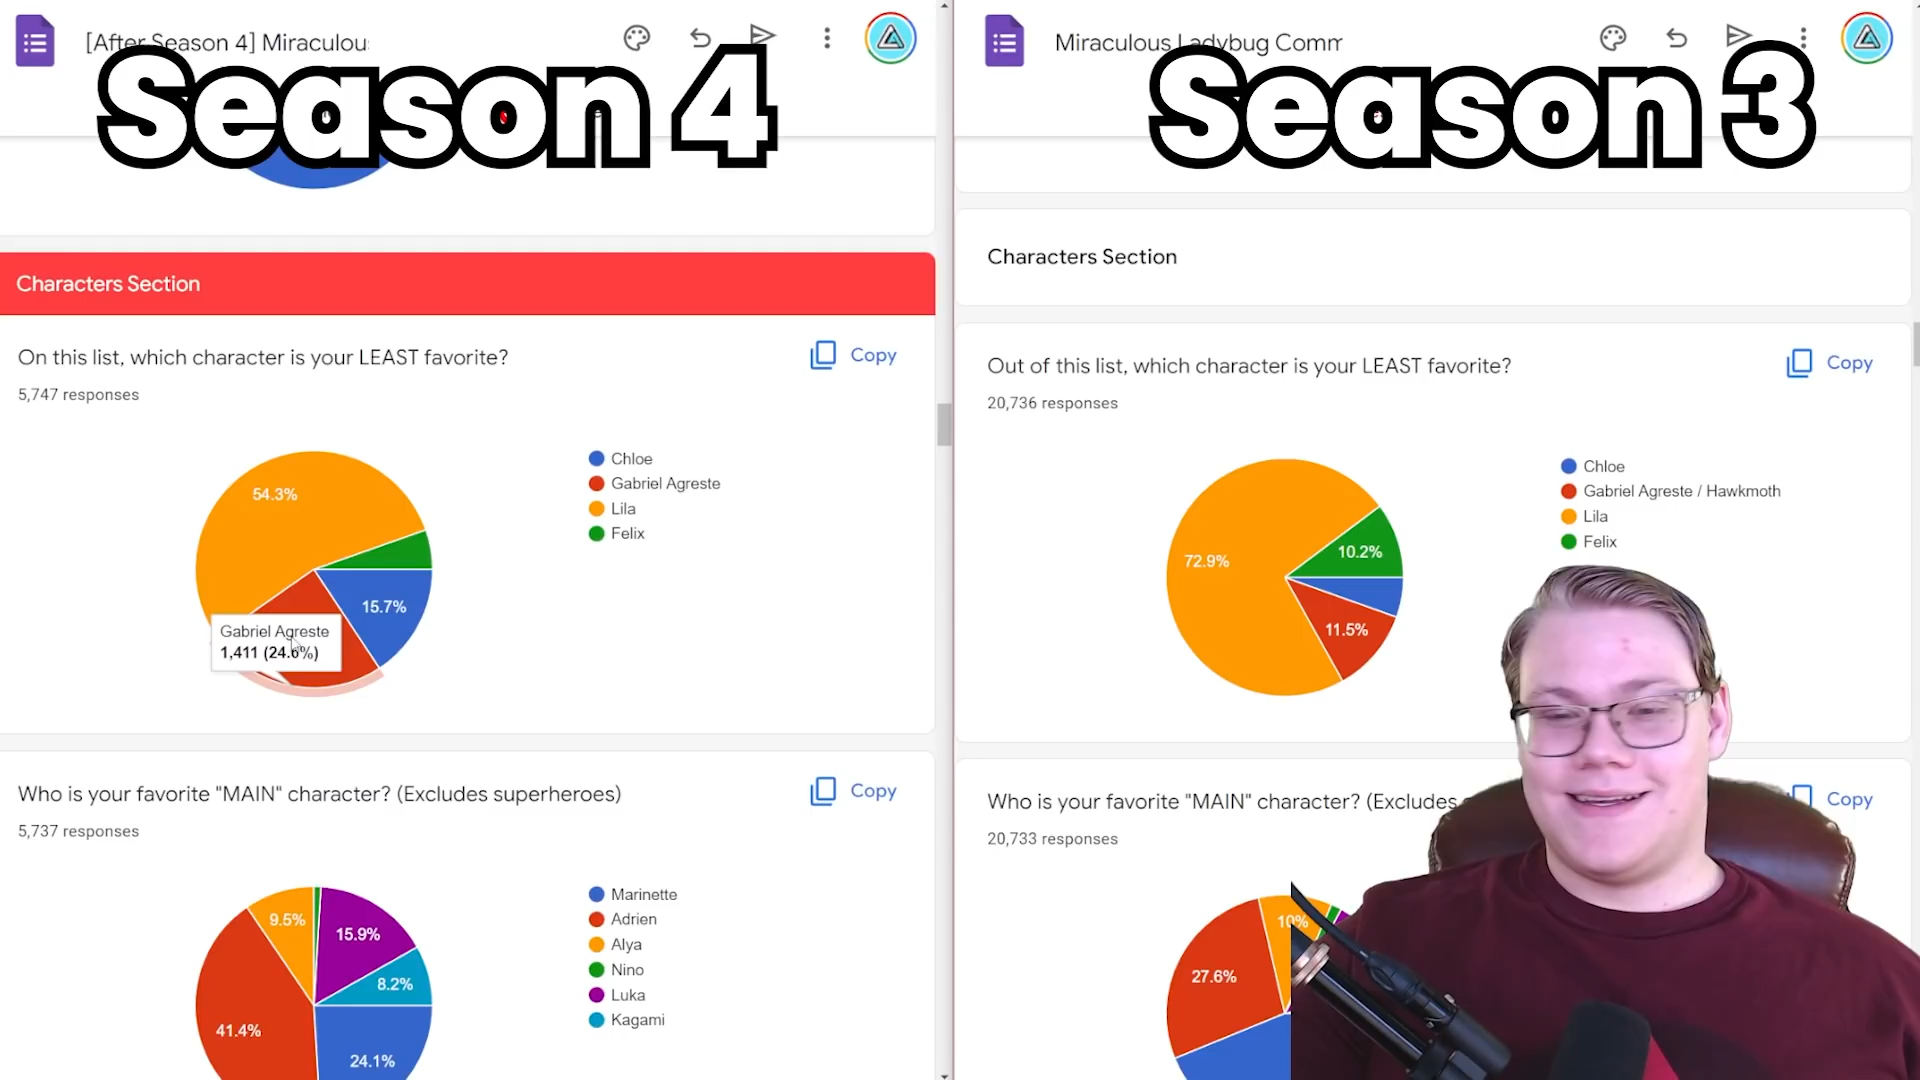 [After Season 4] Miraculou
Season 4
Characters Section
On this list, which character is your LEAST favorite?
Copy
5,747 responses
54.3%
15.7%
Gabriel Agreste
1,411 (24.6%)
Chloe
Gabriel Agreste
Lila
Felix
Who is your favorite "MAIN" character? (Excludes superheroes)
Copy
5,737 responses
9.5%
15.9%
8.2%
41.4%
24.1%
Marinette
Adrien
Alya
Nino
Luka
Kagami
Miraculous Ladybug Comm
Season 3
Characters Section
Out of this list, which character is your LEAST favorite?
Copy
20,736 responses
72.9%
10.2%
11.5%
Chloe
Gabriel Agreste / Hawkmoth
Lila
Felix
Who is your favorite "MAIN" character? (Excludes
Copy
20,733 responses
10%
27.6%